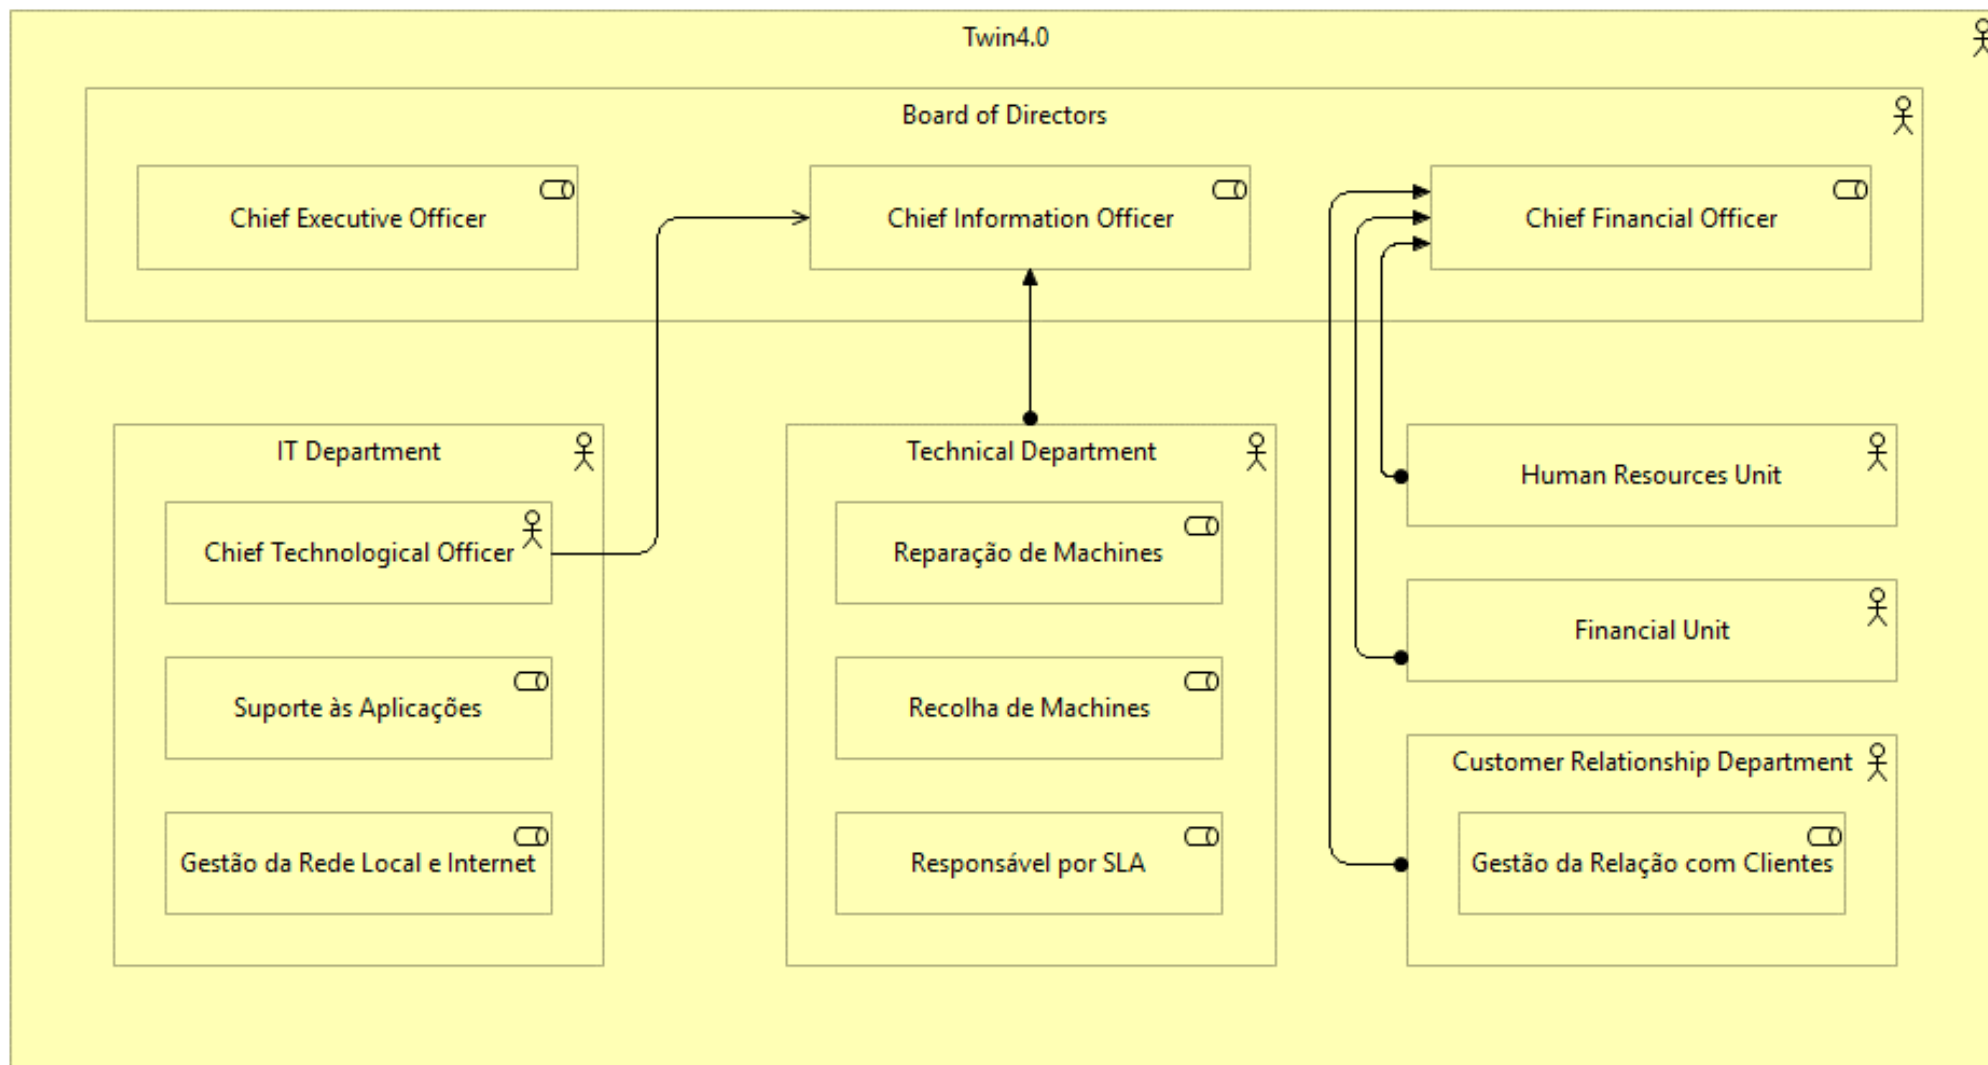 Twin4.0
Board of Directors
Chief Executive Officer
Chief Information Officer
Chief Financial Officer
IT Department
Chief Technological Officer
Suporte às Aplicações
Gestão da Rede Local e Internet
Technical Department
Reparação de Machines
Recolha de Machines
Responsável por SLA
Human Resources Unit
Financial Unit
Customer Relationship Department
Gestão da Relação com Clientes